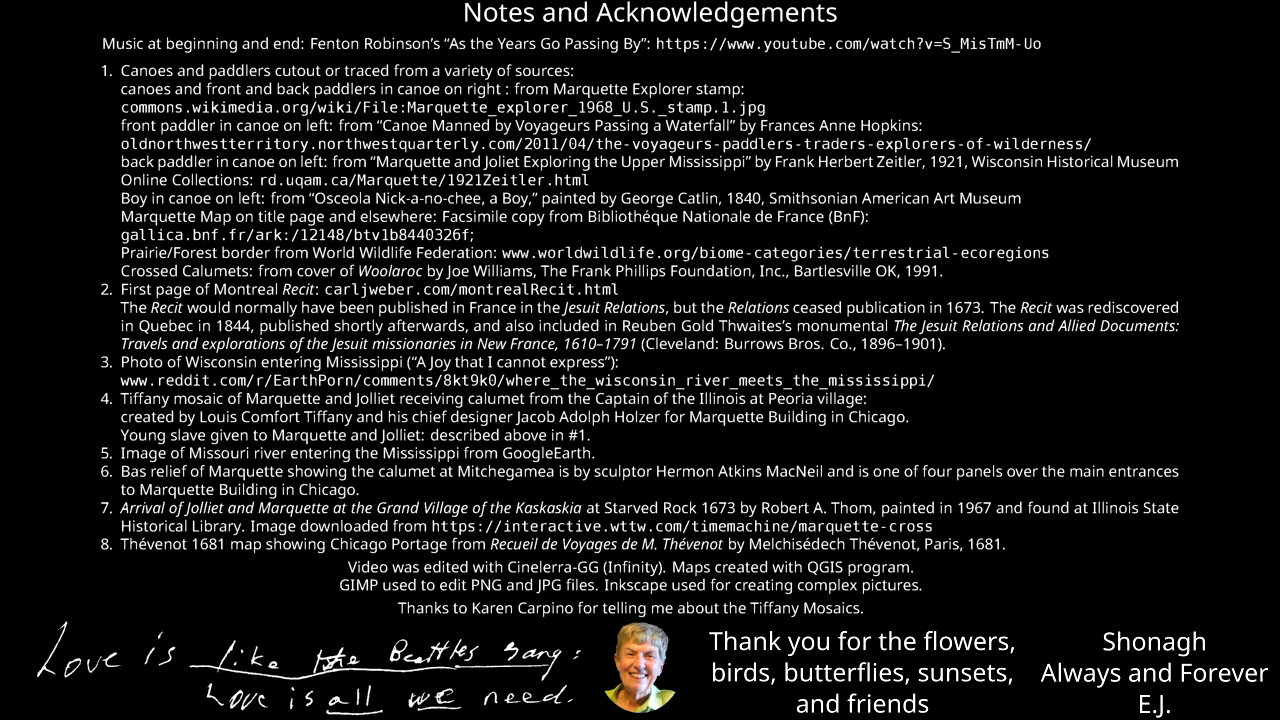 Notes and Acknowledgements
Music at beginning and end: Fenton Robinson’s “As the Years Go Passing By”: https://www.youtube.com/watch?v=S_MisTmM-Uo
1. Canoes and paddlers cutout or traced from a variety of sources:
canoes and front and back paddlers in canoe on right : from Marquette Explorer stamp:
commons.wikimedia.org/wiki/File:Marquette_explorer_1968_U.S._stamp.1.jpg
front paddler in canoe on left: from “Canoe Manned by Voyageurs Passing a Waterfall” by Frances Anne Hopkins:
oldnorthwestterritory.northwestquarterly.com/2011/04/the-voyageurs-paddlers-traders-explorers-of-wilderness/
back paddler in canoe on left: from “Marquette and Joliet Exploring the Upper Mississippi” by Frank Herbert Zeitler, 1921, Wisconsin Historical Museum
Online Collections: rd.uqam.ca/Marquette/1921Zeitler.html
Boy in canoe on left: from “Osceola Nick-a-no-chee, a Boy,” painted by George Catlin, 1840, Smithsonian American Art Museum
Marquette Map on title page and elsewhere: Facsimile copy from Bibliothéque Nationale de France (BnF):
gallica.bnf.fr/ark:/12148/btv1b8440326f;
Prairie/Forest border from World Wildlife Federation: www.worldwildlife.org/biome-categories/terrestrial-ecoregions
Crossed Calumets: from cover of Woolaroc by Joe Williams, The Frank Phillips Foundation, Inc., Bartlesville OK, 1991.
2. First page of Montreal Recit: carljweber.com/montrealRecit.html
The Recit would normally have been published in France in the Jesuit Relations, but the Relations ceased publication in 1673. The Recit was rediscovered
in Quebec in 1844, published shortly afterwards, and also included in Reuben Gold Thwaites’s monumental The Jesuit Relations and Allied Documents:
Travels and explorations of the Jesuit missionaries in New France, 1610–1791 (Cleveland: Burrows Bros. Co., 1896–1901).
3. Photo of Wisconsin entering Mississippi (“A Joy that I cannot express”):
www.reddit.com/r/EarthPorn/comments/8kt9k0/where_the_wisconsin_river_meets_the_mississippi/
4. Tiffany mosaic of Marquette and Jolliet receiving calumet from the Captain of the Illinois at Peoria village:
created by Louis Comfort Tiffany and his chief designer Jacob Adolph Holzer for Marquette Building in Chicago.
Young slave given to Marquette and Jolliet: described above in #1.
5. Image of Missouri river entering the Mississippi from GoogleEarth.
6. Bas relief of Marquette showing the calumet at Mitchegamea is by sculptor Hermon Atkins MacNeil and is one of four panels over the main entrances
to Marquette Building in Chicago.
7. Arrival of Jolliet and Marquette at the Grand Village of the Kaskaskia at Starved Rock 1673 by Robert A. Thom, painted in 1967 and found at Illinois State
Historical Library. Image downloaded from https://interactive.wttw.com/timemachine/marquette-cross
8. Thévenot 1681 map showing Chicago Portage from Recueil de Voyages de M. Thévenot by Melchisédech Thévenot, Paris, 1681.
Video was edited with Cinelerra-GG (Infinity). Maps created with QGIS program.
GIMP used to edit PNG and JPG files. Inkscape used for creating complex pictures.
Thanks to Karen Carpino for telling me about the Tiffany Mosaics.
Love is like the Beattles sang:
Love is all we need.
Thank you for the flowers,
birds, butterflies, sunsets,
and friends
Shonagh
Always and Forever
E.J.